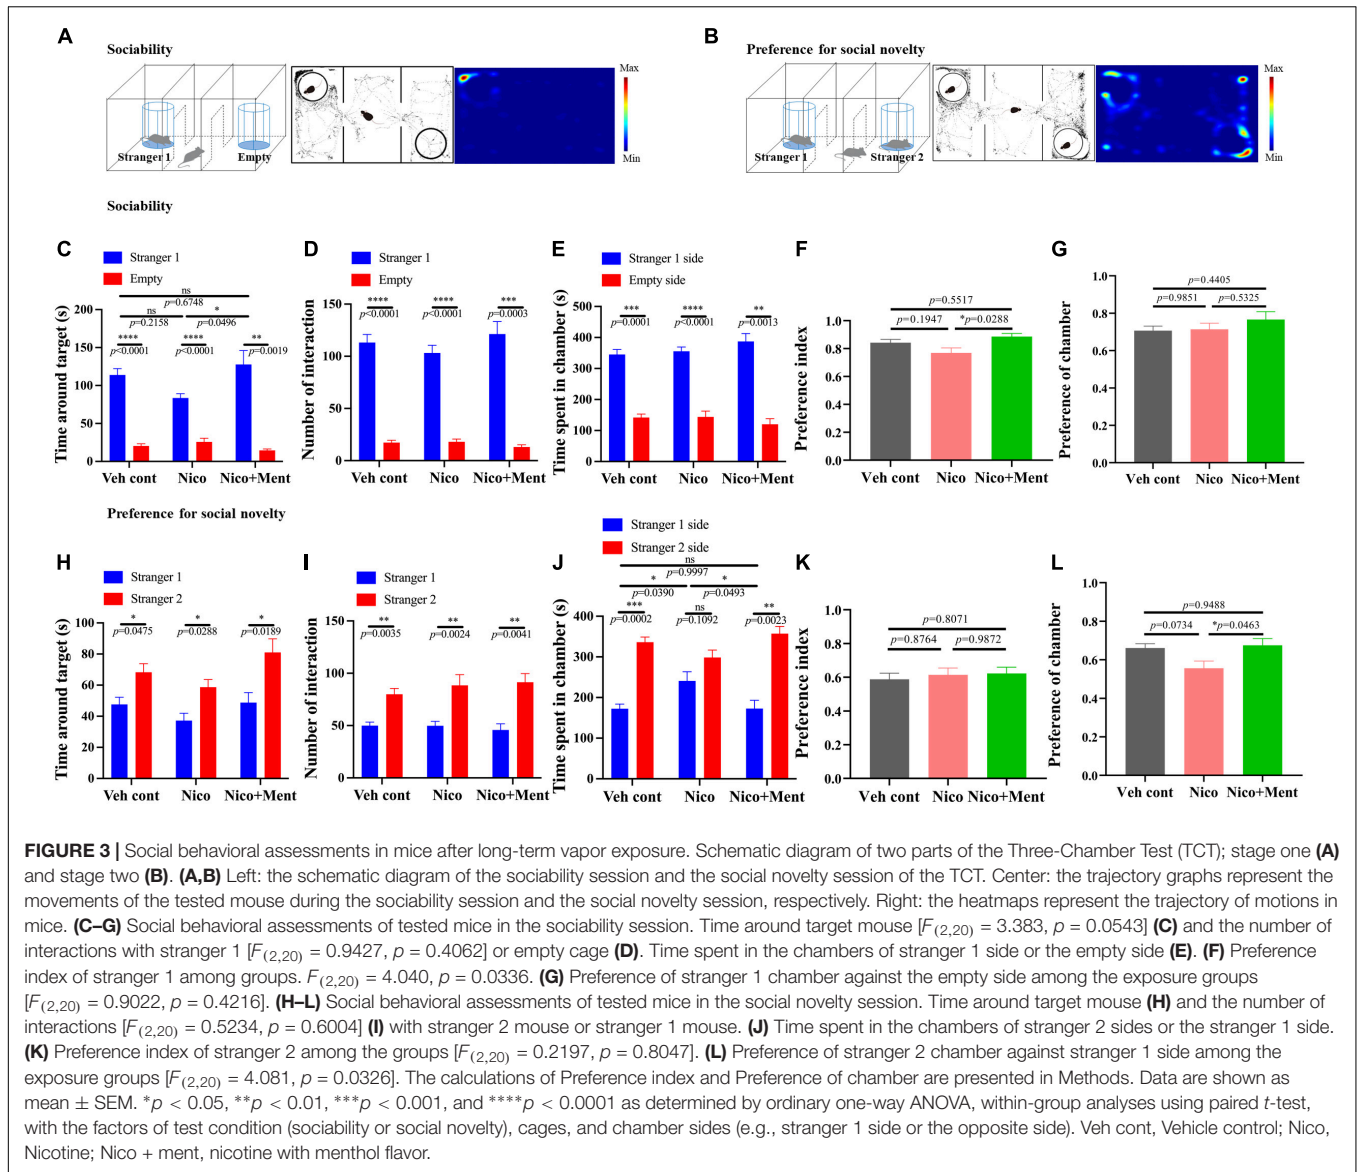 A
Sociability
Stranger 1
Empty
Max
Min
B
Preference for social novelty
Stranger 1
Stranger 2
Max
Min
Sociability
C
Stranger 1
Empty
ns
p=0.6748
ns
*
p=0.2158
p=0.0496
****
****
**
p<0.0001
p<0.0001
p=0.0019
Time around target (s)
200
150
100
50
0
Veh cont
Nico
Nico+Ment
D
Stranger 1
Empty
****
****
***
p<0.0001
p<0.0001
p=0.0003
Number of interaction
150
100
50
0
Veh cont
Nico
Nico+Ment
E
Stranger 1 side
Empty side
***
****
**
p=0.0001
p<0.0001
p=0.0013
Time spent in chamber (s)
500
400
300
200
100
0
Veh cont
Nico
Nico+Ment
F
p=0.5517
p=0.1947
*p=0.0288
Preference index
1.0
0.8
0.6
0.4
0.2
0.0
Veh cont
Nico
Nico+Ment
G
p=0.4405
p=0.9851
p=0.5325
Preference of chamber
1.0
0.8
0.6
0.4
0.2
0.0
Veh cont
Nico
Nico+Ment
Preference for social novelty
H
Stranger 1
Stranger 2
*
*
*
p=0.0475
p=0.0288
p=0.0189
Time around target (s)
100
80
60
40
20
0
Veh cont
Nico
Nico+Ment
I
Stranger 1
Stranger 2
**
**
**
p=0.0035
p=0.0024
p=0.0041
Number of interaction
150
100
50
0
Veh cont
Nico
Nico+Ment
J
Stranger 1 side
Stranger 2 side
ns
p=0.9997
*
*
p=0.0390
p=0.0493
***
ns
**
p=0.0002
p=0.1092
p=0.0023
Time spent in chamber (s)
400
300
200
100
0
Veh cont
Nico
Nico+Ment
K
p=0.8071
p=0.8764
p=0.9872
Preference index
1.0
0.8
0.6
0.4
0.2
0.0
Veh cont
Nico
Nico+Ment
L
p=0.9488
p=0.0734
*p=0.0463
Preference of chamber
1.0
0.8
0.6
0.4
0.2
0.0
Veh cont
Nico
Nico+Ment
FIGURE 3 | Social behavioral assessments in mice after long-term vapor exposure. Schematic diagram of two parts of the Three-Chamber Test (TCT); stage one (A)
and stage two (B). (A,B) Left: the schematic diagram of the sociability session and the social novelty session of the TCT. Center: the trajectory graphs represent the
movements of the tested mouse during the sociability session and the social novelty session, respectively. Right: the heatmaps represent the trajectory of motions in
mice. (C–G) Social behavioral assessments of tested mice in the sociability session. Time around target mouse [F(2,20) = 3.383, p = 0.0543] (C) and the number of
interactions with stranger 1 [F(2,20) = 0.9427, p = 0.4062] or empty cage (D). Time spent in the chambers of stranger 1 side or the empty side (E). (F) Preference
index of stranger 1 among groups. F(2,20) = 4.040, p = 0.0336. (G) Preference of stranger 1 chamber against the empty side among the exposure groups
[F(2,20) = 0.9022, p = 0.4216]. (H–L) Social behavioral assessments of tested mice in the social novelty session. Time around target mouse (H) and the number of
interactions [F(2,20) = 0.5234, p = 0.6004] (I) with stranger 2 mouse or stranger 1 mouse. (J) Time spent in the chambers of stranger 2 sides or the stranger 1 side.
(K) Preference index of stranger 2 among the groups [F(2,20) = 0.2197, p = 0.8047]. (L) Preference of stranger 2 chamber against stranger 1 side among the
exposure groups [F(2,20) = 4.081, p = 0.0326]. The calculations of Preference index and Preference of chamber are presented in Methods. Data are shown as
mean ± SEM. *p < 0.05, **p < 0.01, ***p < 0.001, and ****p < 0.0001 as determined by ordinary one-way ANOVA, within-group analyses using paired t-test,
with the factors of test condition (sociability or social novelty), cages, and chamber sides (e.g., stranger 1 side or the opposite side). Veh cont, Vehicle control; Nico,
Nicotine; Nico + ment, nicotine with menthol flavor.